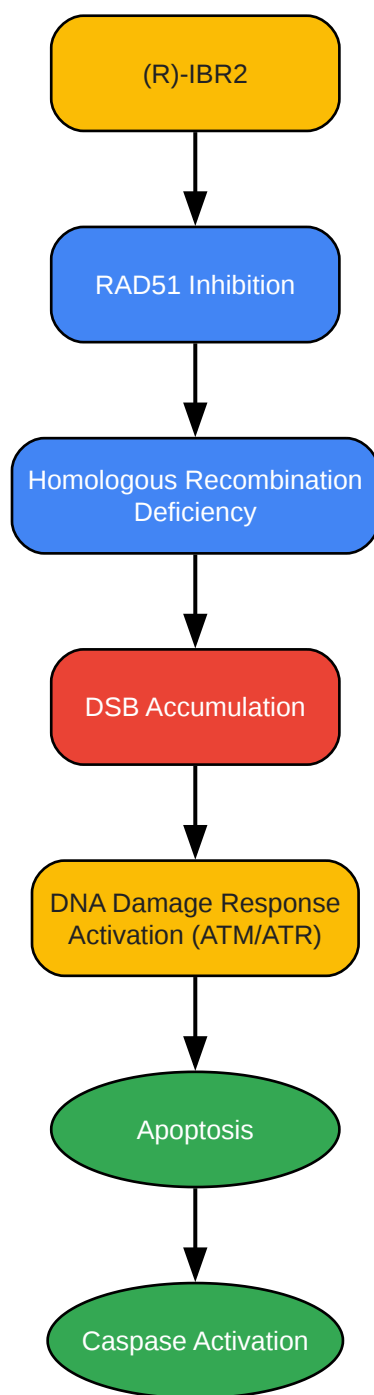 (R)-IBR2
RAD51 Inhibition
Homologous Recombination
Deficiency
DSB Accumulation
DNA Damage Response
Activation (ATM/ATR)
Apoptosis
Caspase Activation